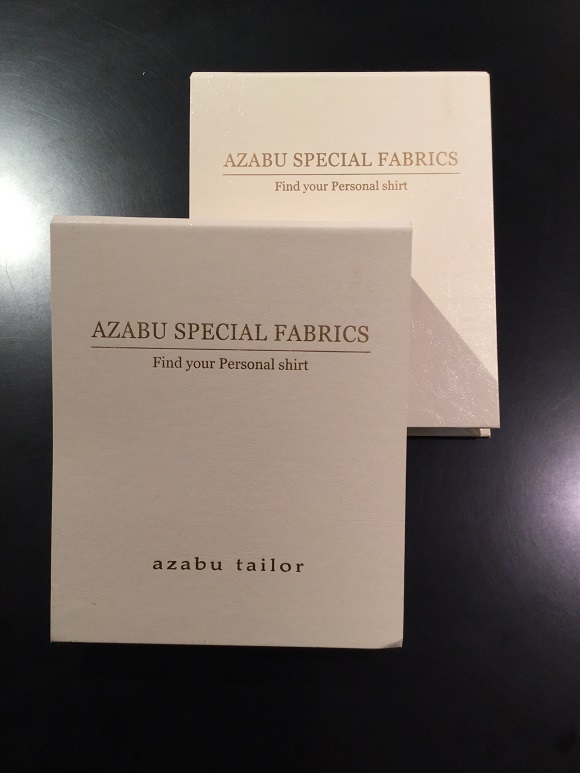 AZABU SPECIAL FABRICS
Find your Personal shirt
AZABU SPECIAL FABRICS
Find your Personal shirt
azabu tailor